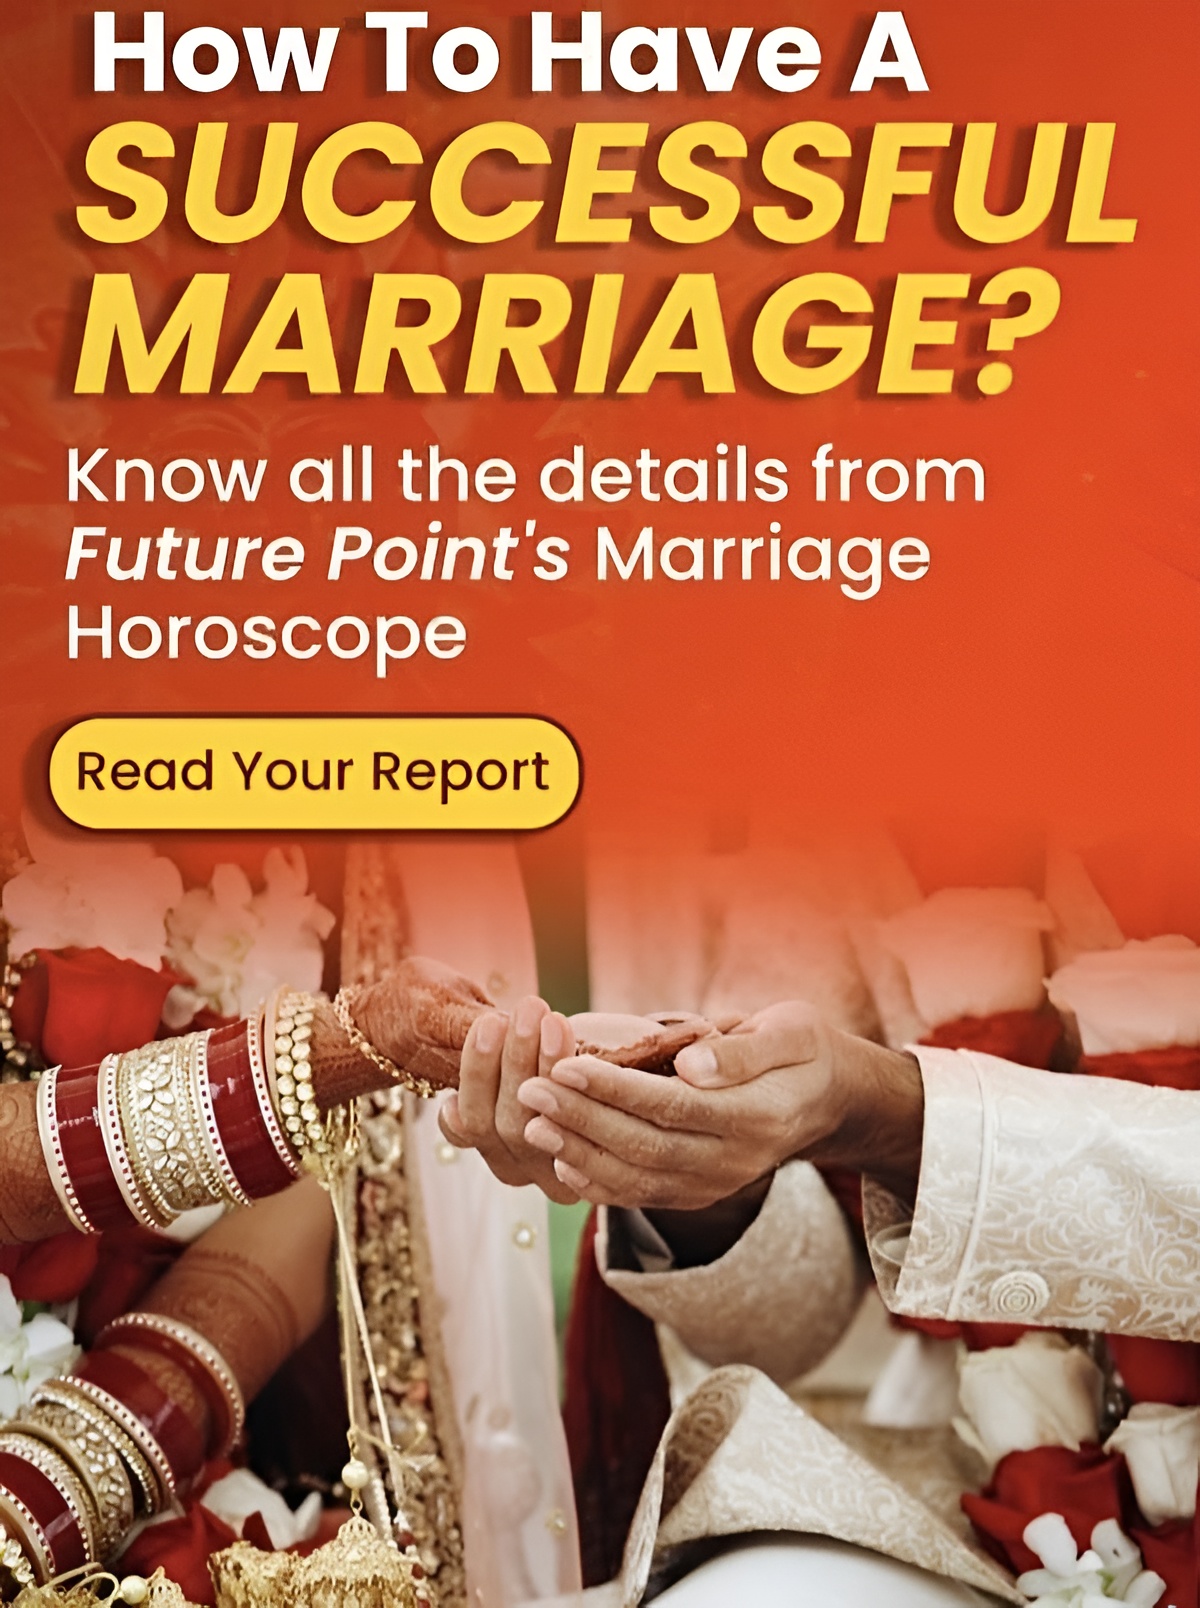 How To Have A
SUCCESSFUL
MARRIAGE?
Know all the details from
Future Point's Marriage
Horoscope
Read Your Report